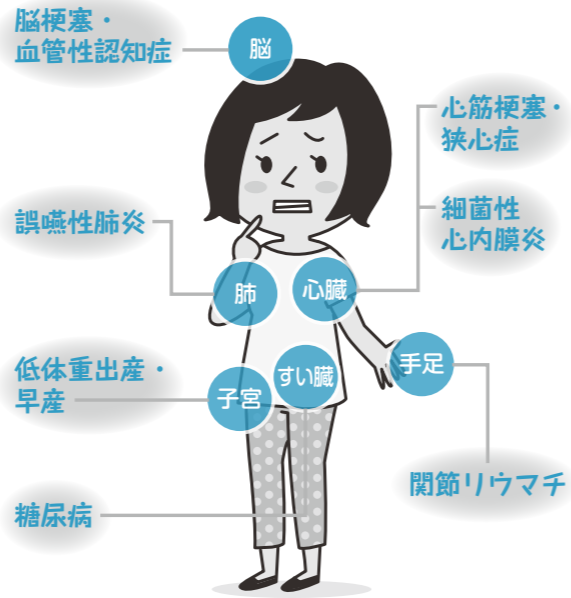 脳梗塞・
血管性認知症
脳
心筋梗塞・
狭心症
細菌性
心内膜炎
誤嚥性肺炎
肺
心臓
低体重出産・
早産
子宮
すい臓
手足
関節リウマチ
糖尿病